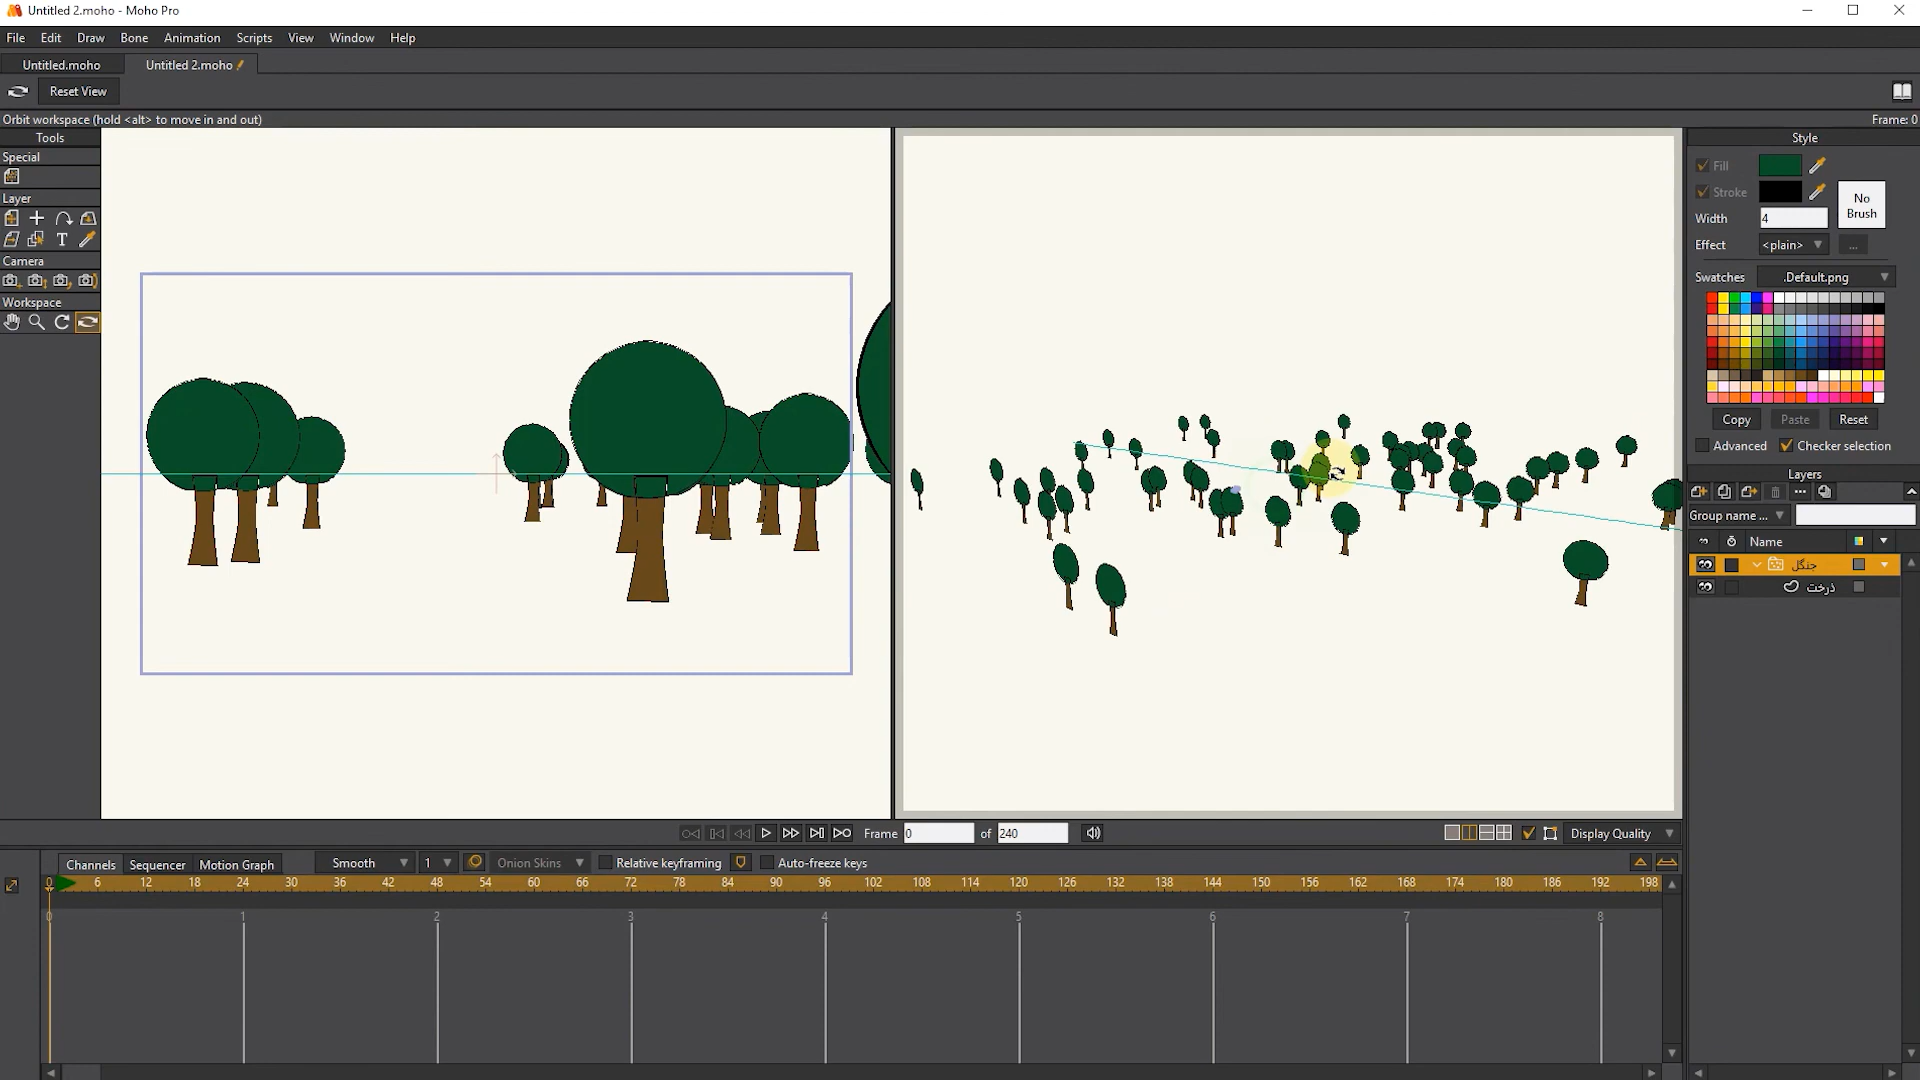 Untitled 2.moho - Moho Pro
File Edit Draw Bone Animation Scripts View Window Help
Untitled.moho Untitled 2.moho
Reset View
Orbit workspace (hold <alt> to move in and out) Frame: 0
Tools
Special
Layer
T
Camera
Workspace
Style
Fill
Stroke
No
Brush
Width 4
Effect <plain> ...
Swatches .Default.png
Copy Paste Reset
Advanced Checker selection
Layers
Group name ...
Name
جنگل
درخت
Frame 0 of 240 Display Quality
Channels Sequencer Motion Graph Smooth 1 Onion Skins Relative keyframing Auto-freeze keys
0 6 12 18 24 30 36 42 48 54 60 66 72 78 84 90 96 102 108 114 120 126 132 138 144 150 156 162 168 174 180 186 192 198
0 1 2 3 4 5 6 7 8